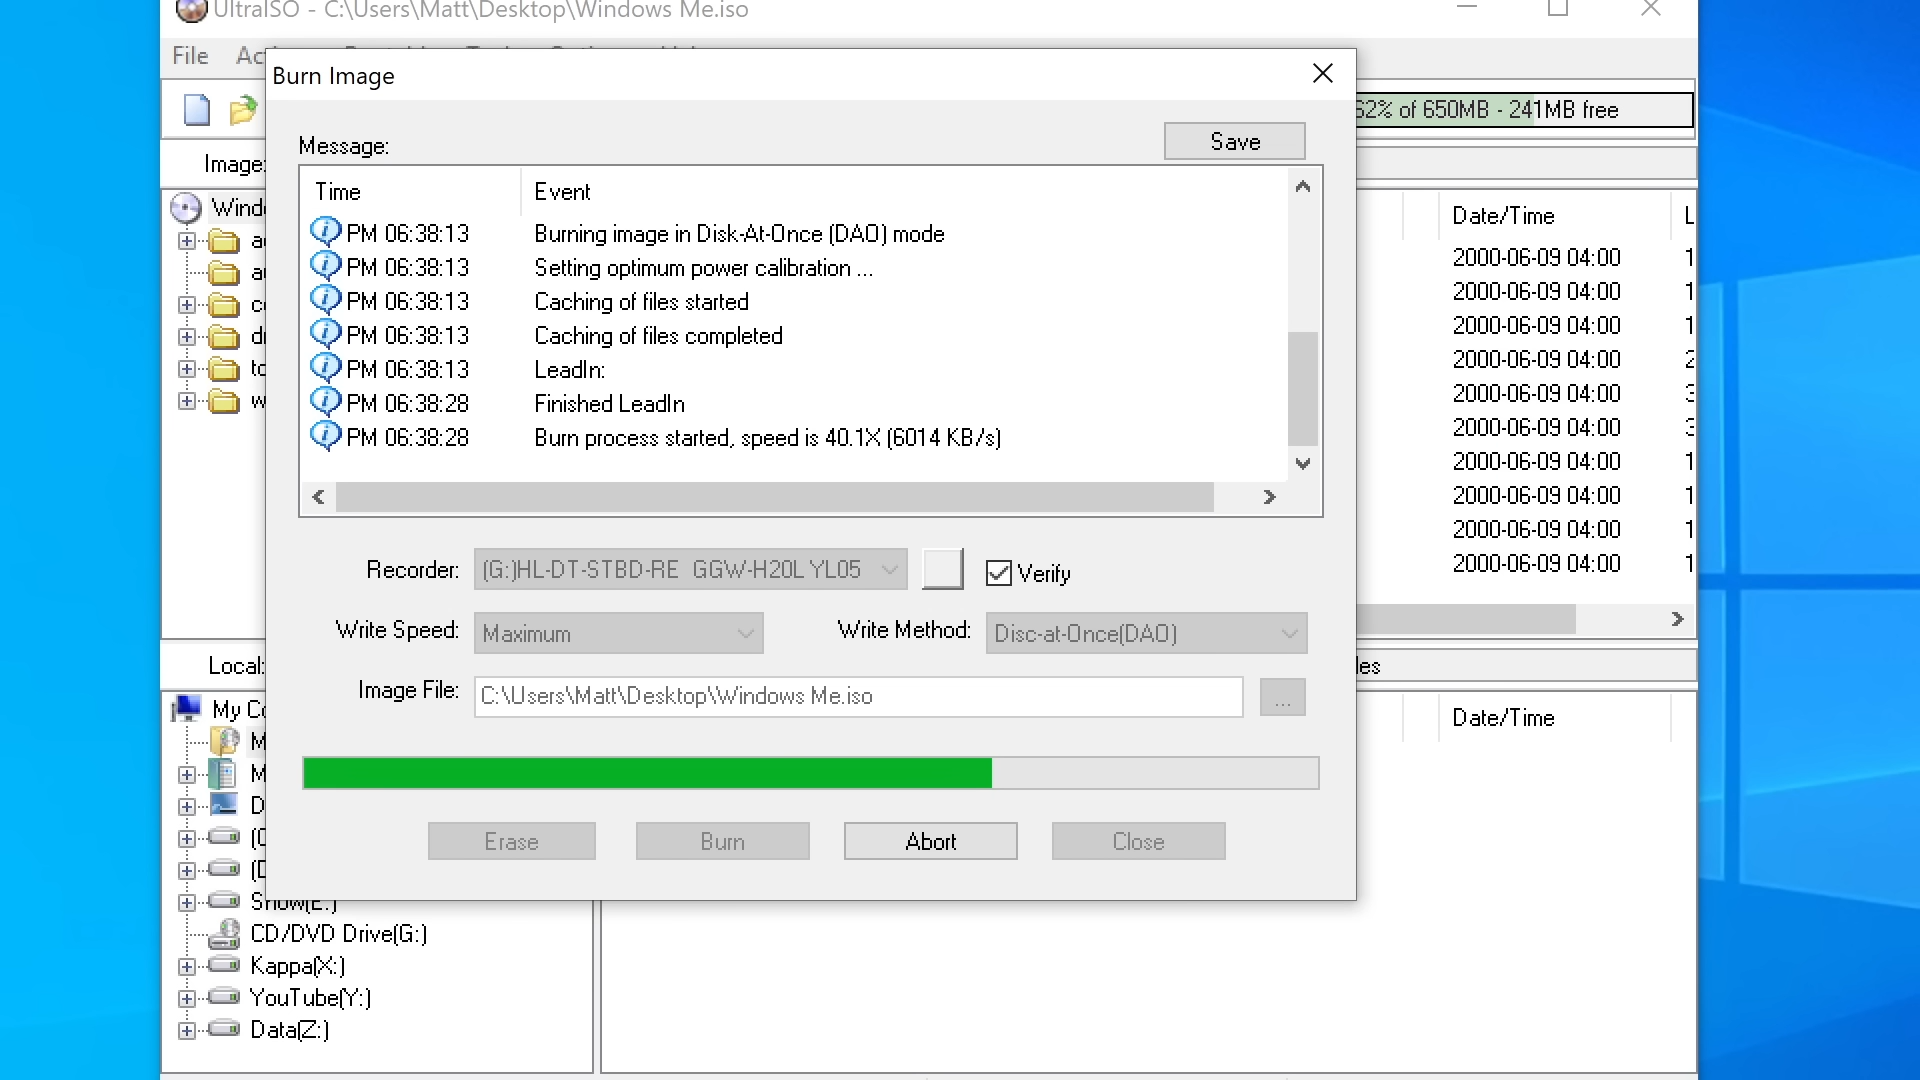 UltraISO - C:\Users\Matt\Desktop\Windows Me.iso
File
Burn Image
62% of 650MB - 241MB free
Message:
Save
Image:
Time Event
PM 06:38:13 Burning image in Disk-At-Once (DAO) mode
PM 06:38:13 Setting optimum power calibration ...
PM 06:38:13 Caching of files started
PM 06:38:13 Caching of files completed
PM 06:38:13 LeadIn:
PM 06:38:28 Finished LeadIn
PM 06:38:28 Burn process started, speed is 40.1X (6014 KB/s)
Date/Time
2000-06-09 04:00
2000-06-09 04:00
2000-06-09 04:00
2000-06-09 04:00
2000-06-09 04:00
2000-06-09 04:00
2000-06-09 04:00
2000-06-09 04:00
2000-06-09 04:00
2000-06-09 04:00
Recorder: (G:)HL-DT-STBD-RE GGW-H20L YL05 Verify
Write Speed: Maximum Write Method: Disc-at-Once(DAO)
Image File: C:\Users\Matt\Desktop\Windows Me.iso ...
Erase Burn Abort Close
Local:
Date/Time
Show(E:)
CD/DVD Drive(G:)
Kappa(X:)
YouTube(Y:)
Data(Z:)